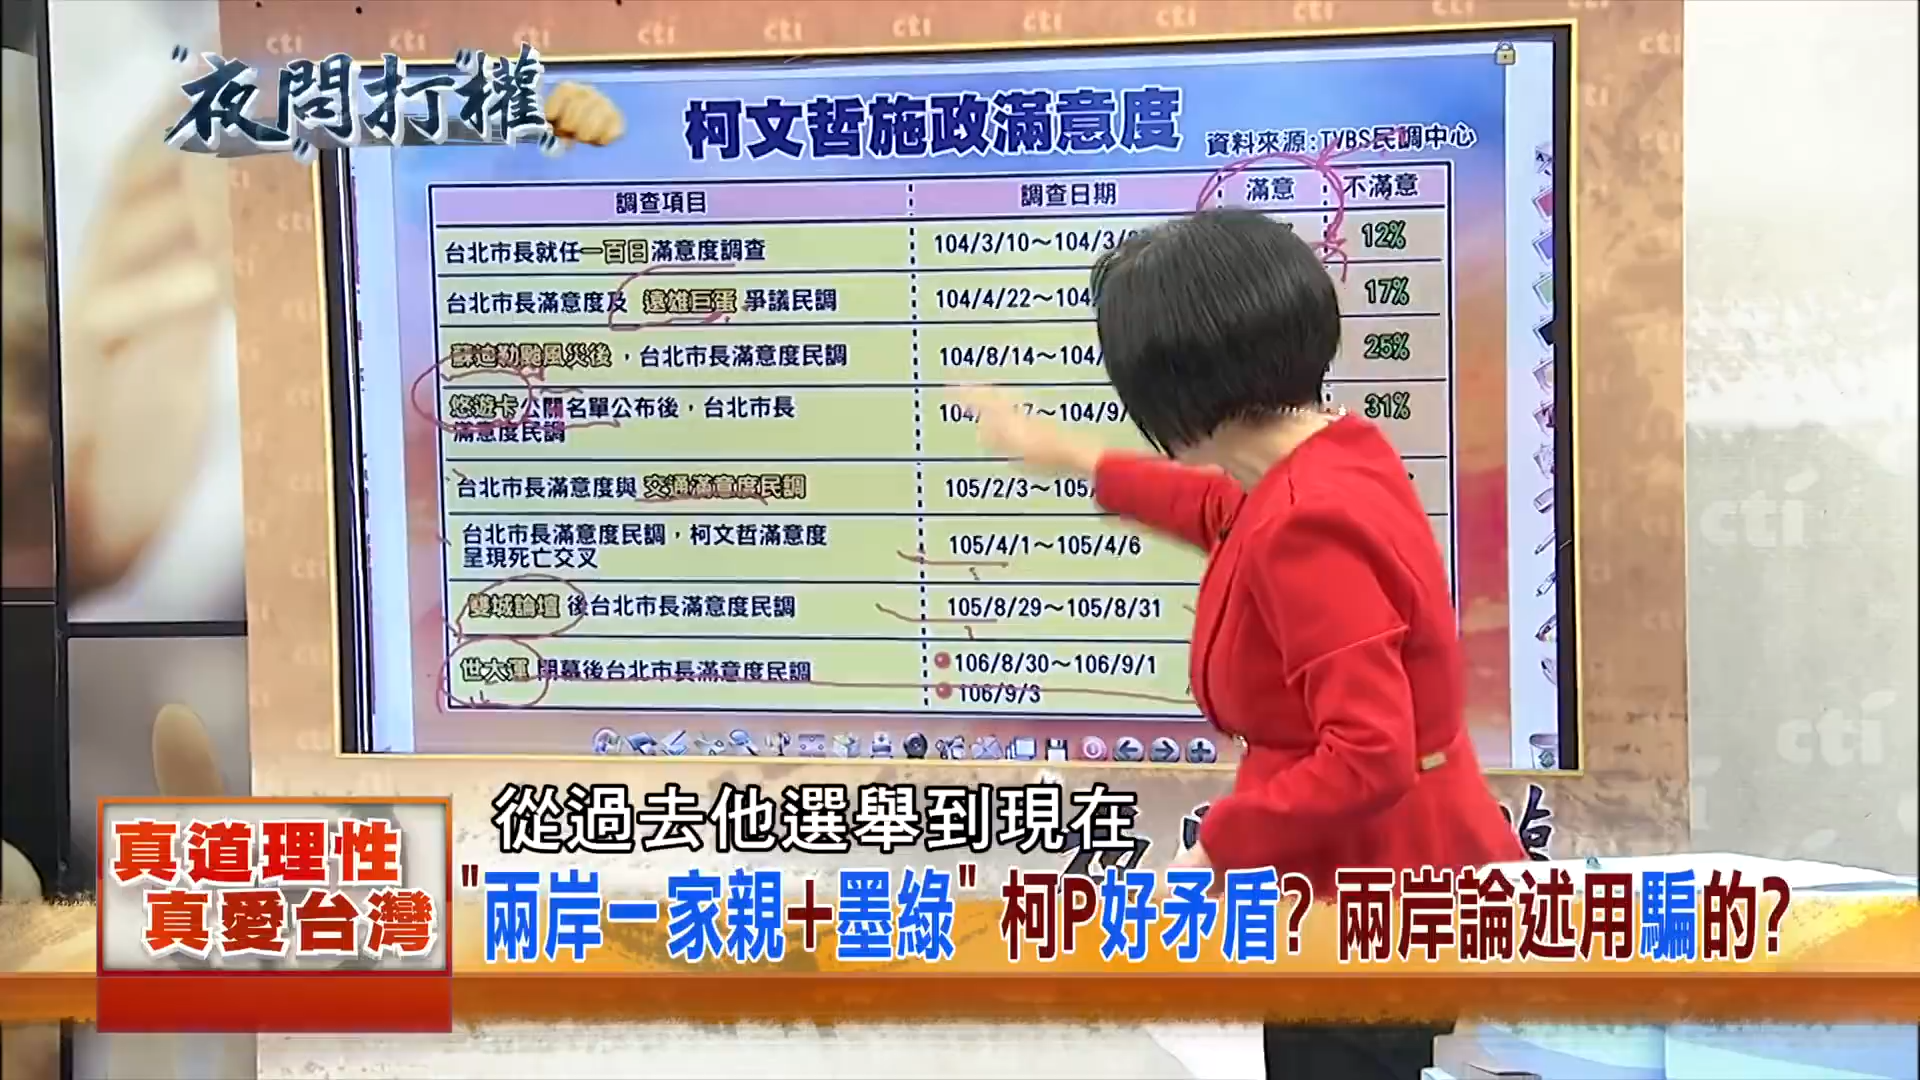 "夜"問"打"權"
柯文哲施政滿意度
資料來源:TVBS民調中心
調查項目 調查日期 滿意 不滿意
台北市長就任一百日滿意度調查 104/3/10～104/3/ 12%
台北市長滿意度及 遠雄巨蛋 爭議民調 104/4/22～104 17%
蘇迪勒颱風災後，台北市長滿意度民調 104/8/14～104/ 25%
悠遊卡公關名單公布後，台北市長
滿意度民調 104/ 7～104/9/ 31%
台北市長滿意度與 交通滿意度民調 105/2/3～105/
台北市長滿意度民調，柯文哲滿意度
呈現死亡交叉 105/4/1～105/4/6
雙城論壇 後台北市長滿意度民調 105/8/29～105/8/31
世大運 閉幕後台北市長滿意度民調 106/8/30～106/9/1
106/9/3
從過去他選舉到現在
真道理性
真愛台灣
"兩岸一家親+墨綠" 柯P好矛盾? 兩岸論述用騙的?
cti
cti